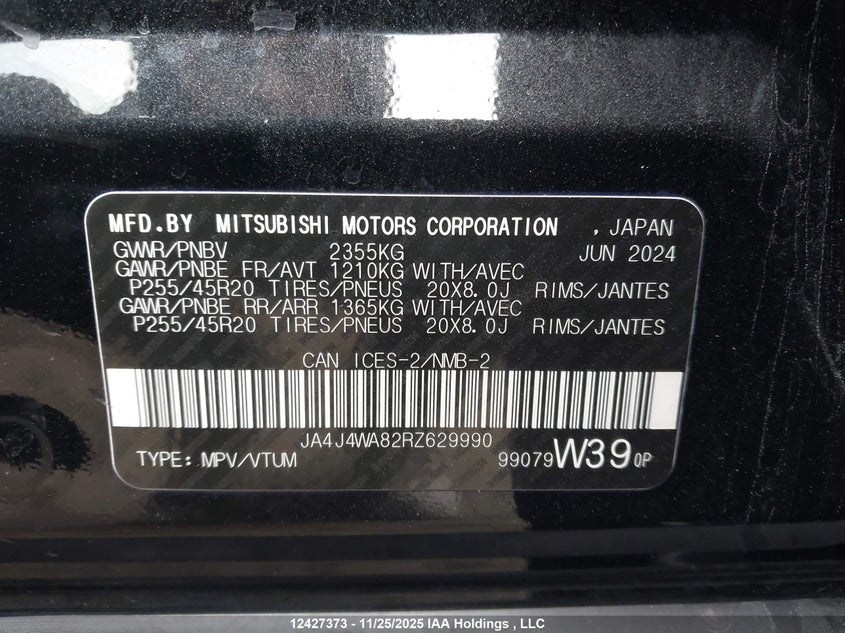 MFD.BY MITSUBISHI MOTORS CORPORATION , JAPAN
GVWR/PNBV 2355KG JUN 2024
GAWR/PNBE FR/AVT 1210KG WITH/AVEC
P255/45R20 TIRES/PNEUS 20X8.0J RIMS/JANTES
GAWR/PNBE RR/ARR 1365KG WITH/AVEC
P255/45R20 TIRES/PNEUS 20X8.0J RIMS/JANTES
CAN ICES-2/NMB-2
JA4J4WA82RZ629990
TYPE: MPV/VTUM 99079 W39 0P
12427373 - 11/25/2025 IAA Holdings , LLC